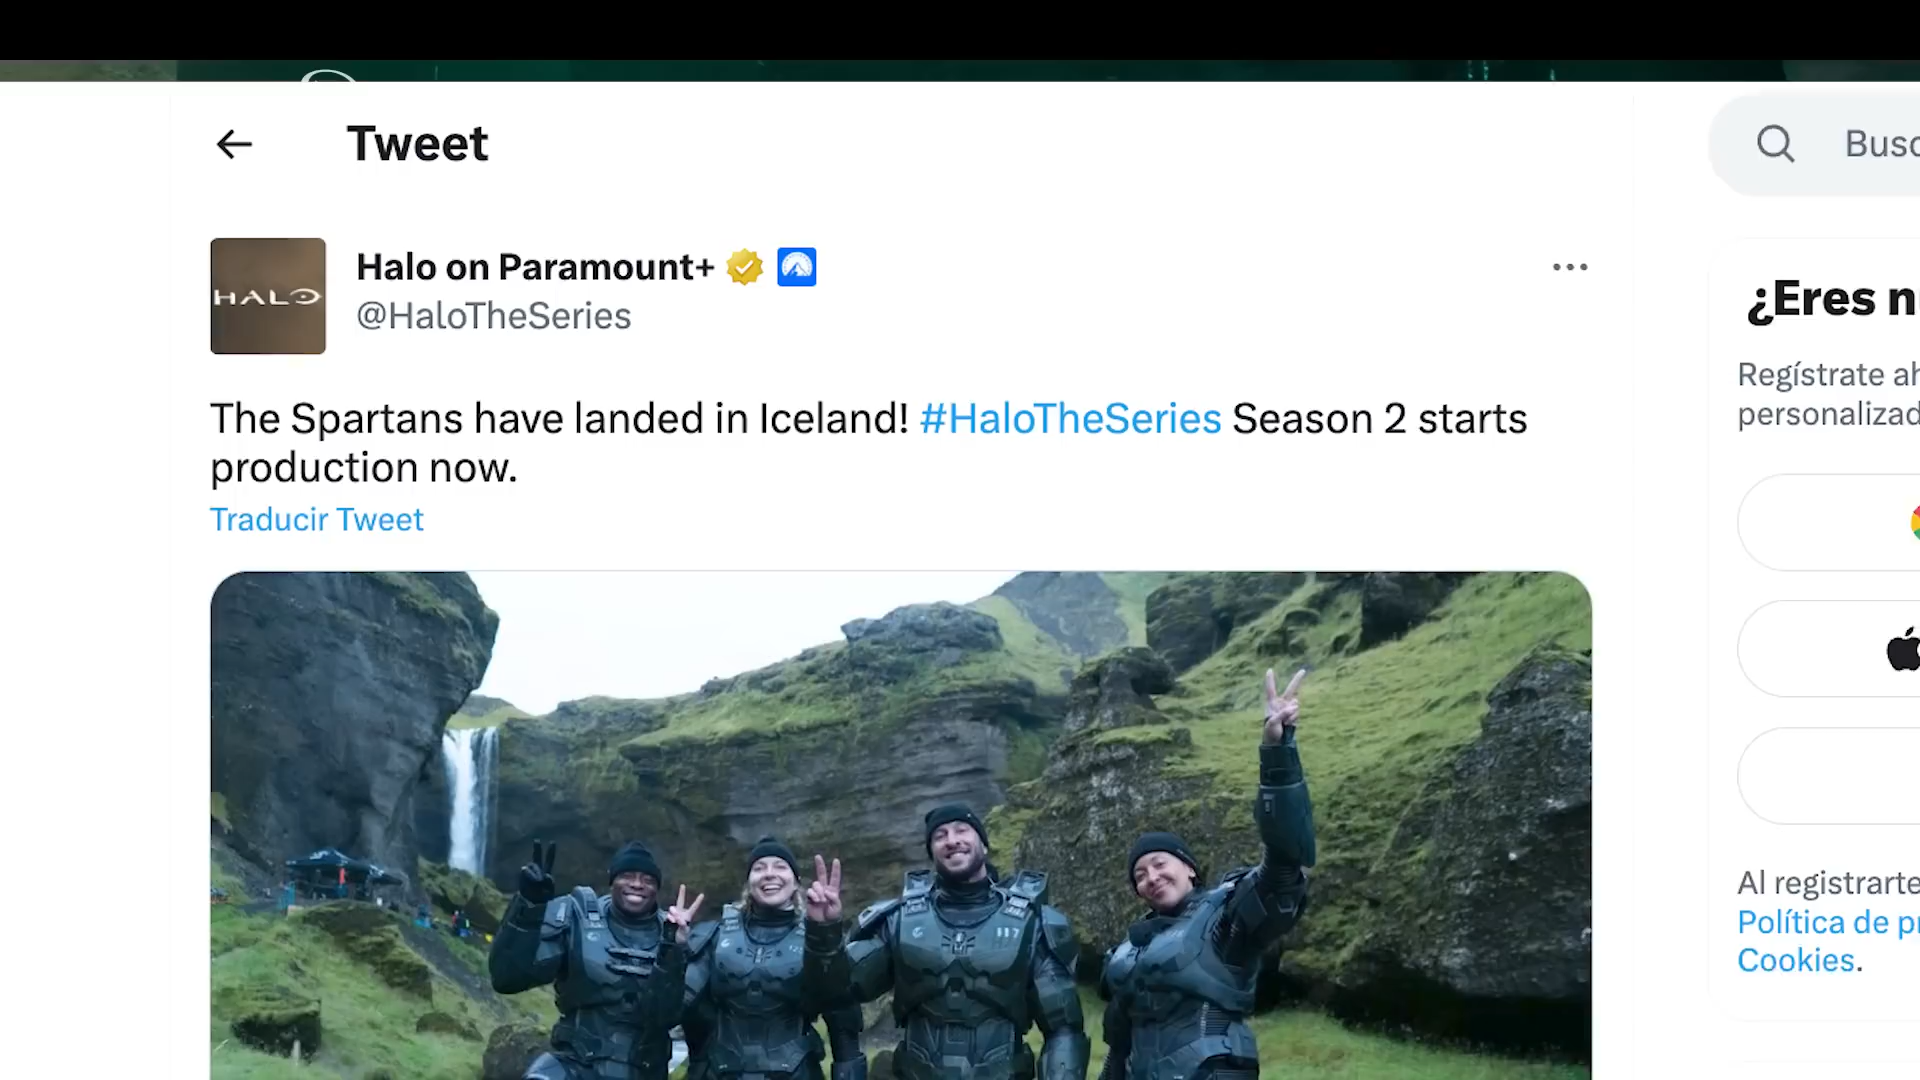 Tweet
Busc
HALO
Halo on Paramount+
@HaloTheSeries
The Spartans have landed in Iceland! #HaloTheSeries Season 2 starts
production now.
Traducir Tweet
117
¿Eres n
Regístrate ah
personalizad
Al registrarte
Política de p
Cookies.